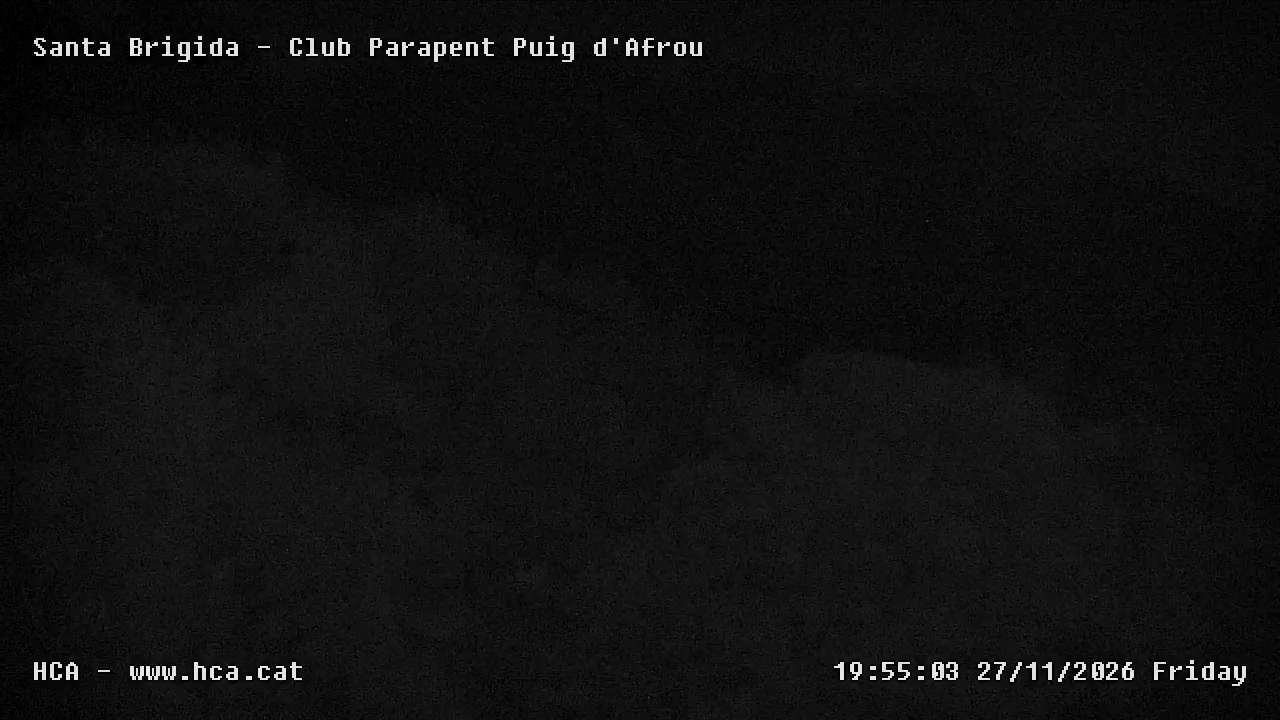 Santa Brigida - Club Parapent Puig d'Afrou
HCA - www.hca.cat
19:55:03 27/11/2026 Friday